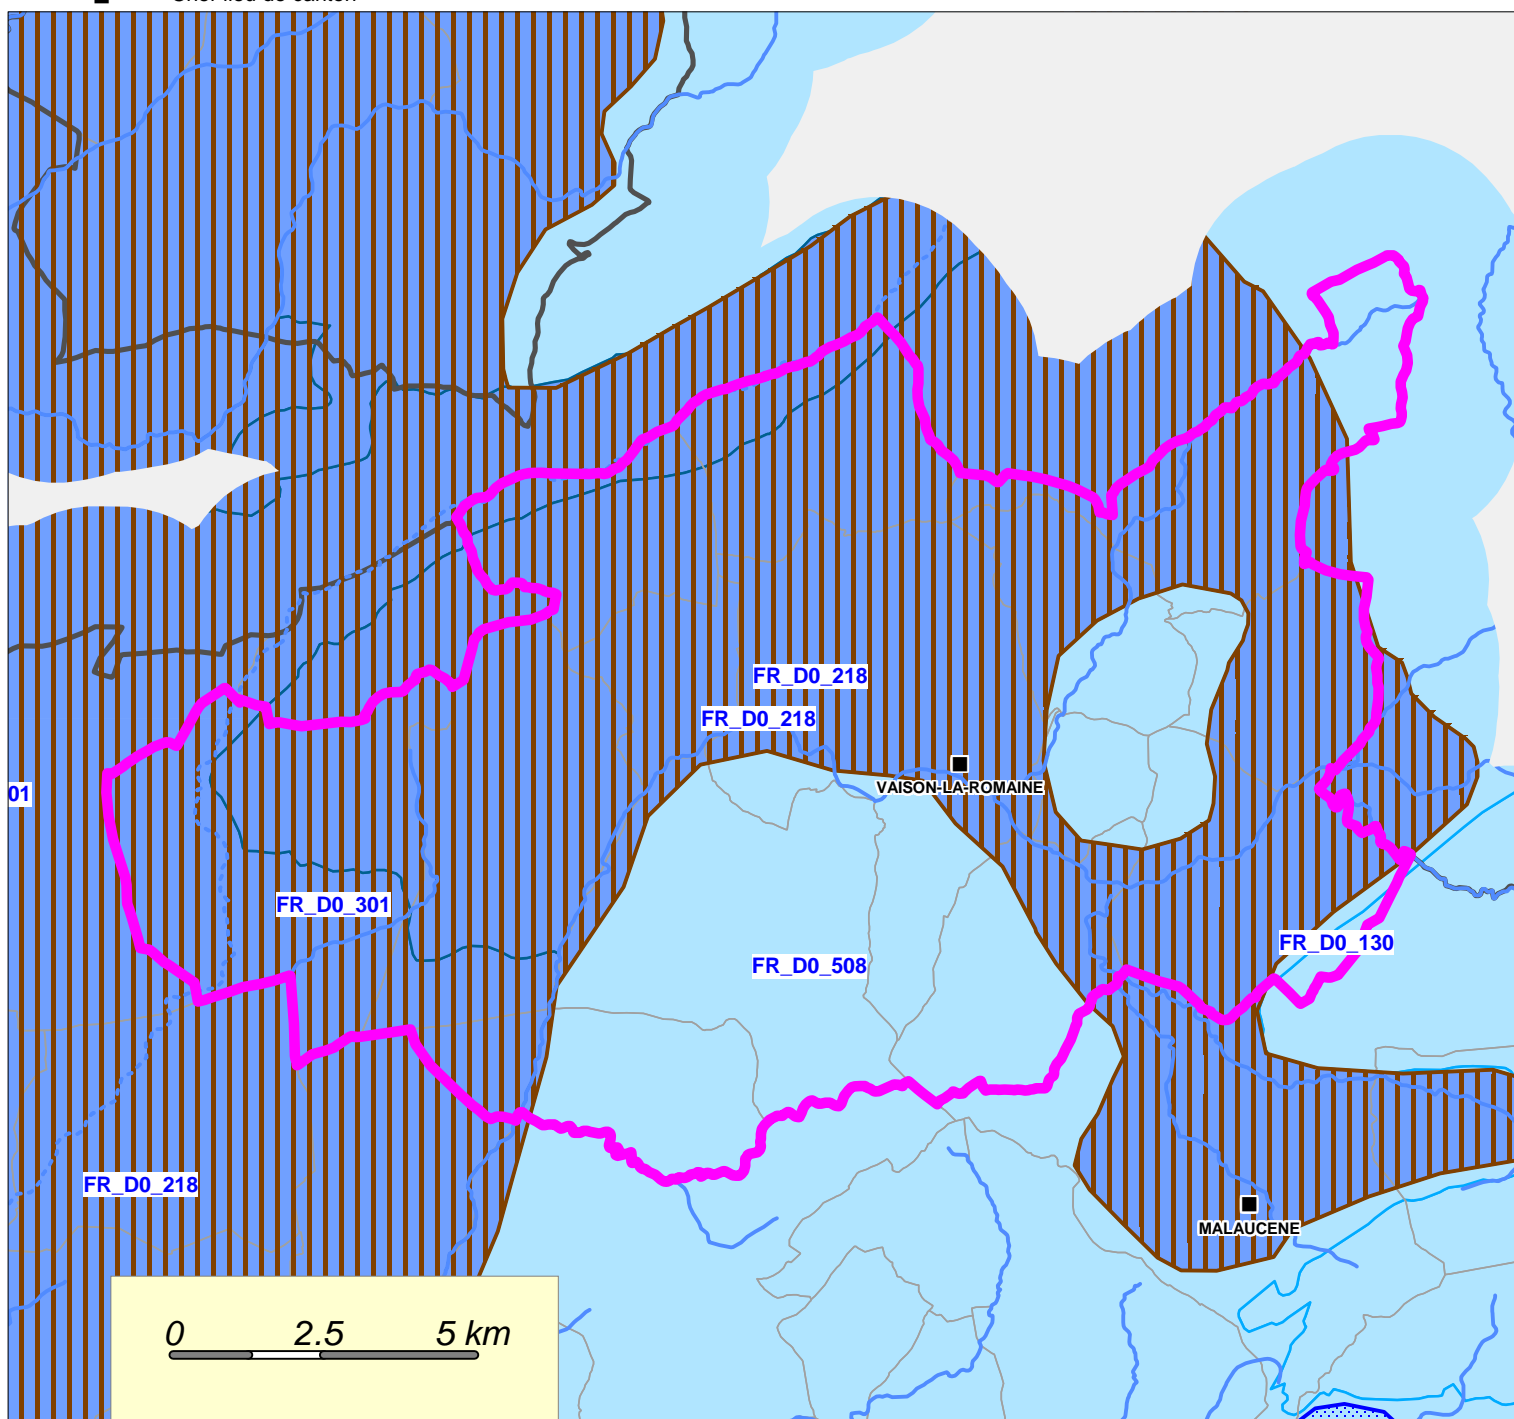 FR_D0_218
FR_D0_218
VAISON-LA-ROMAINE
01
FR_D0_301
FR_D0_130
FR_D0_508
FR_D0_218
MALAUCENE
0 2.5 5 km